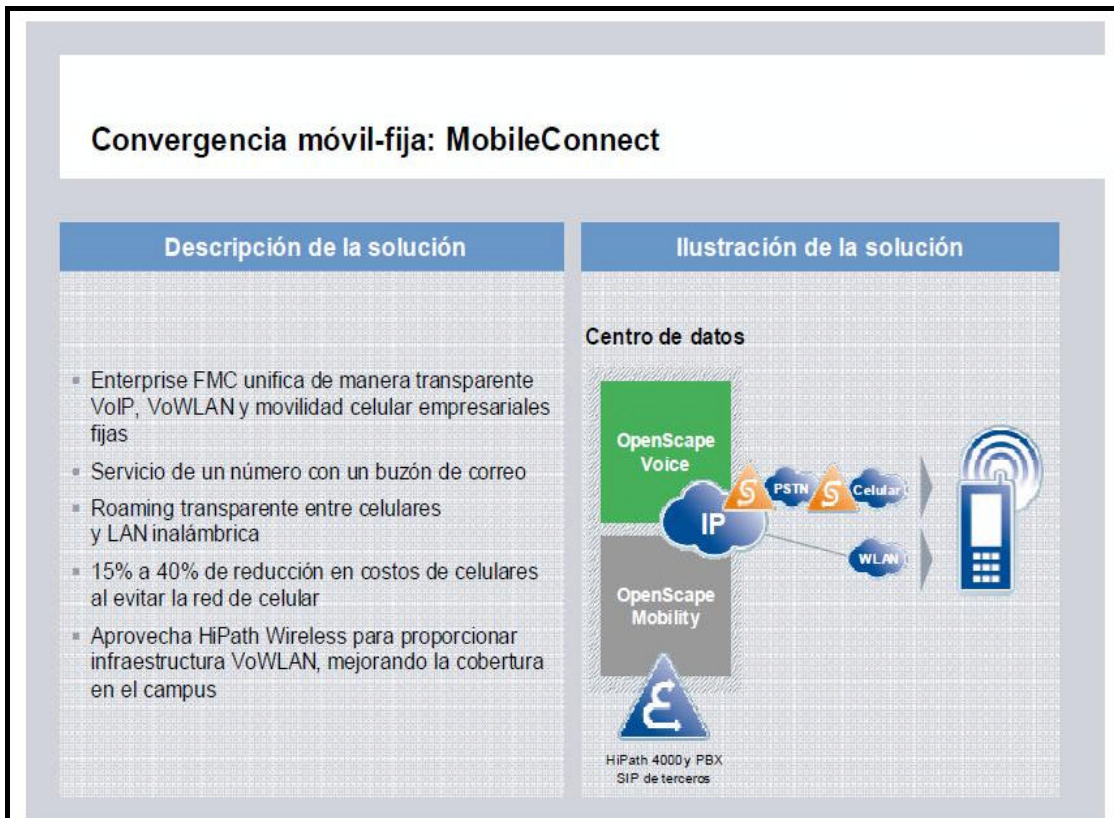 Convergencia móvil-fija: MobileConnect
Descripción de la solución
Enterprise FMC unifica de manera transparente
VoIP, VoWLAN y movilidad celular empresariales
fijas
Servicio de un número con un buzón de correo
Roaming transparente entre celulares
y LAN inalámbrica
15% a 40% de reducción en costos de celulares
al evitar la red de celular
Aprovecha HiPath Wireless para proporcionar
infraestructura VoWLAN, mejorando la cobertura
en el campus
Ilustración de la solución
Centro de datos
OpenScape
Voice
IP
PSTN
Celular
WLAN
OpenScape
Mobility
HiPath 4000 y PBX
SIP de terceros